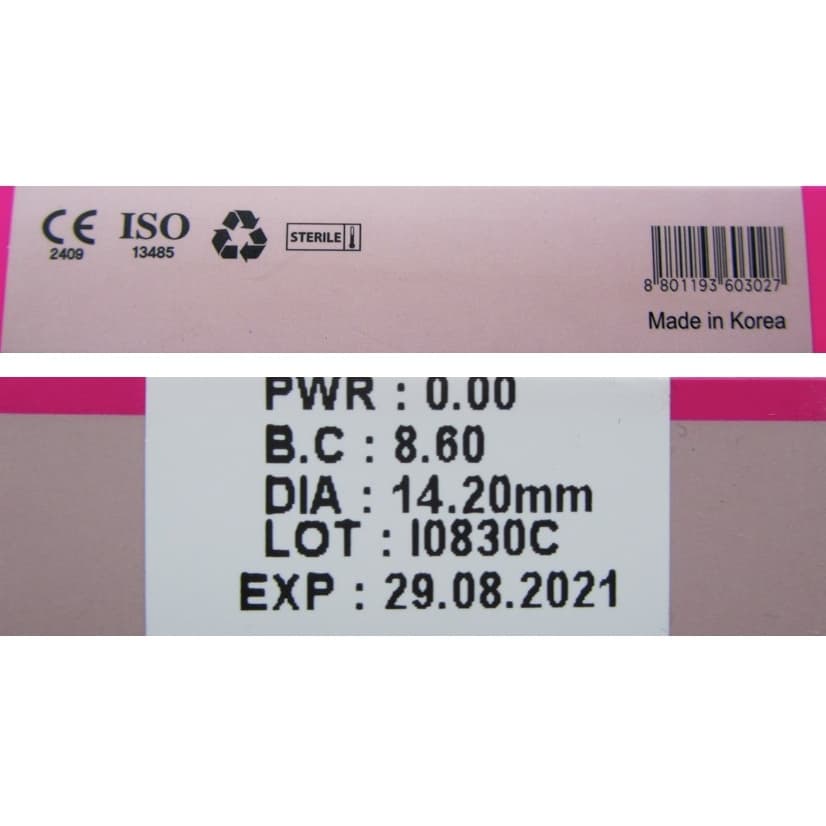 CE ISO STERILE
2409 13485
8 801193 603027
Made in Korea
PWR : 0.00
B.C : 8.60
DIA : 14.20mm
LOT : I0830C
EXP : 29.08.2021